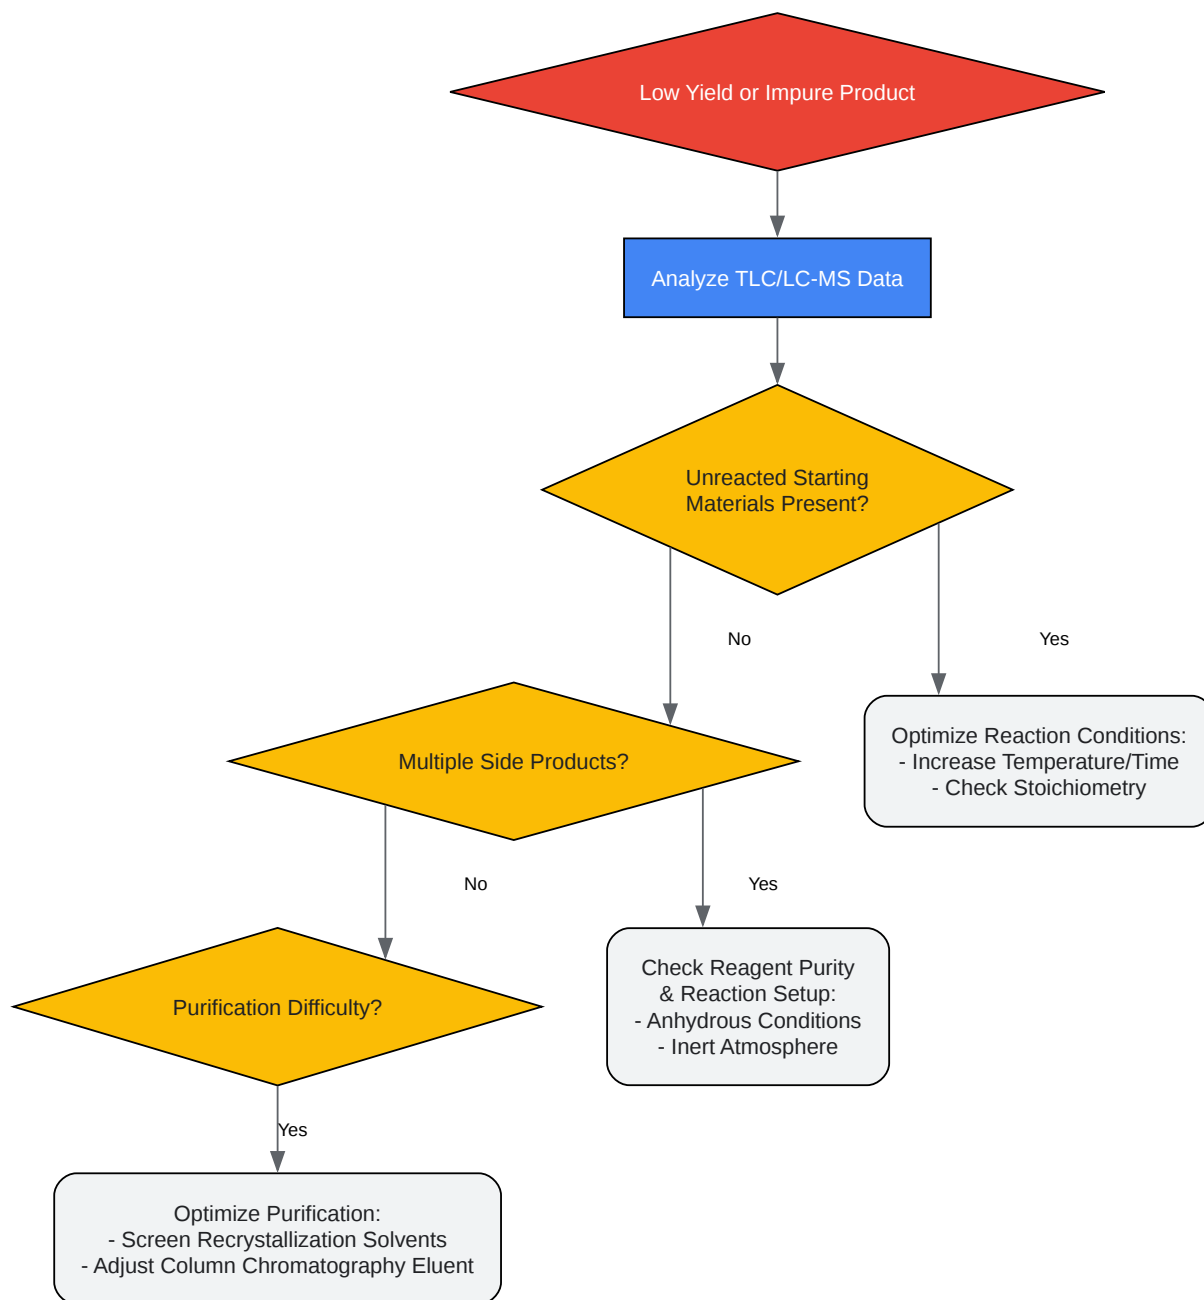 Low Yield or Impure Product
Analyze TLC/LC-MS Data
Unreacted Starting
Materials Present?
No
Yes
Optimize Reaction Conditions:
- Increase Temperature/Time
- Check Stoichiometry
Multiple Side Products?
No
Yes
Check Reagent Purity
& Reaction Setup:
- Anhydrous Conditions
- Inert Atmosphere
Purification Difficulty?
Yes
Optimize Purification:
- Screen Recrystallization Solvents
- Adjust Column Chromatography Eluent